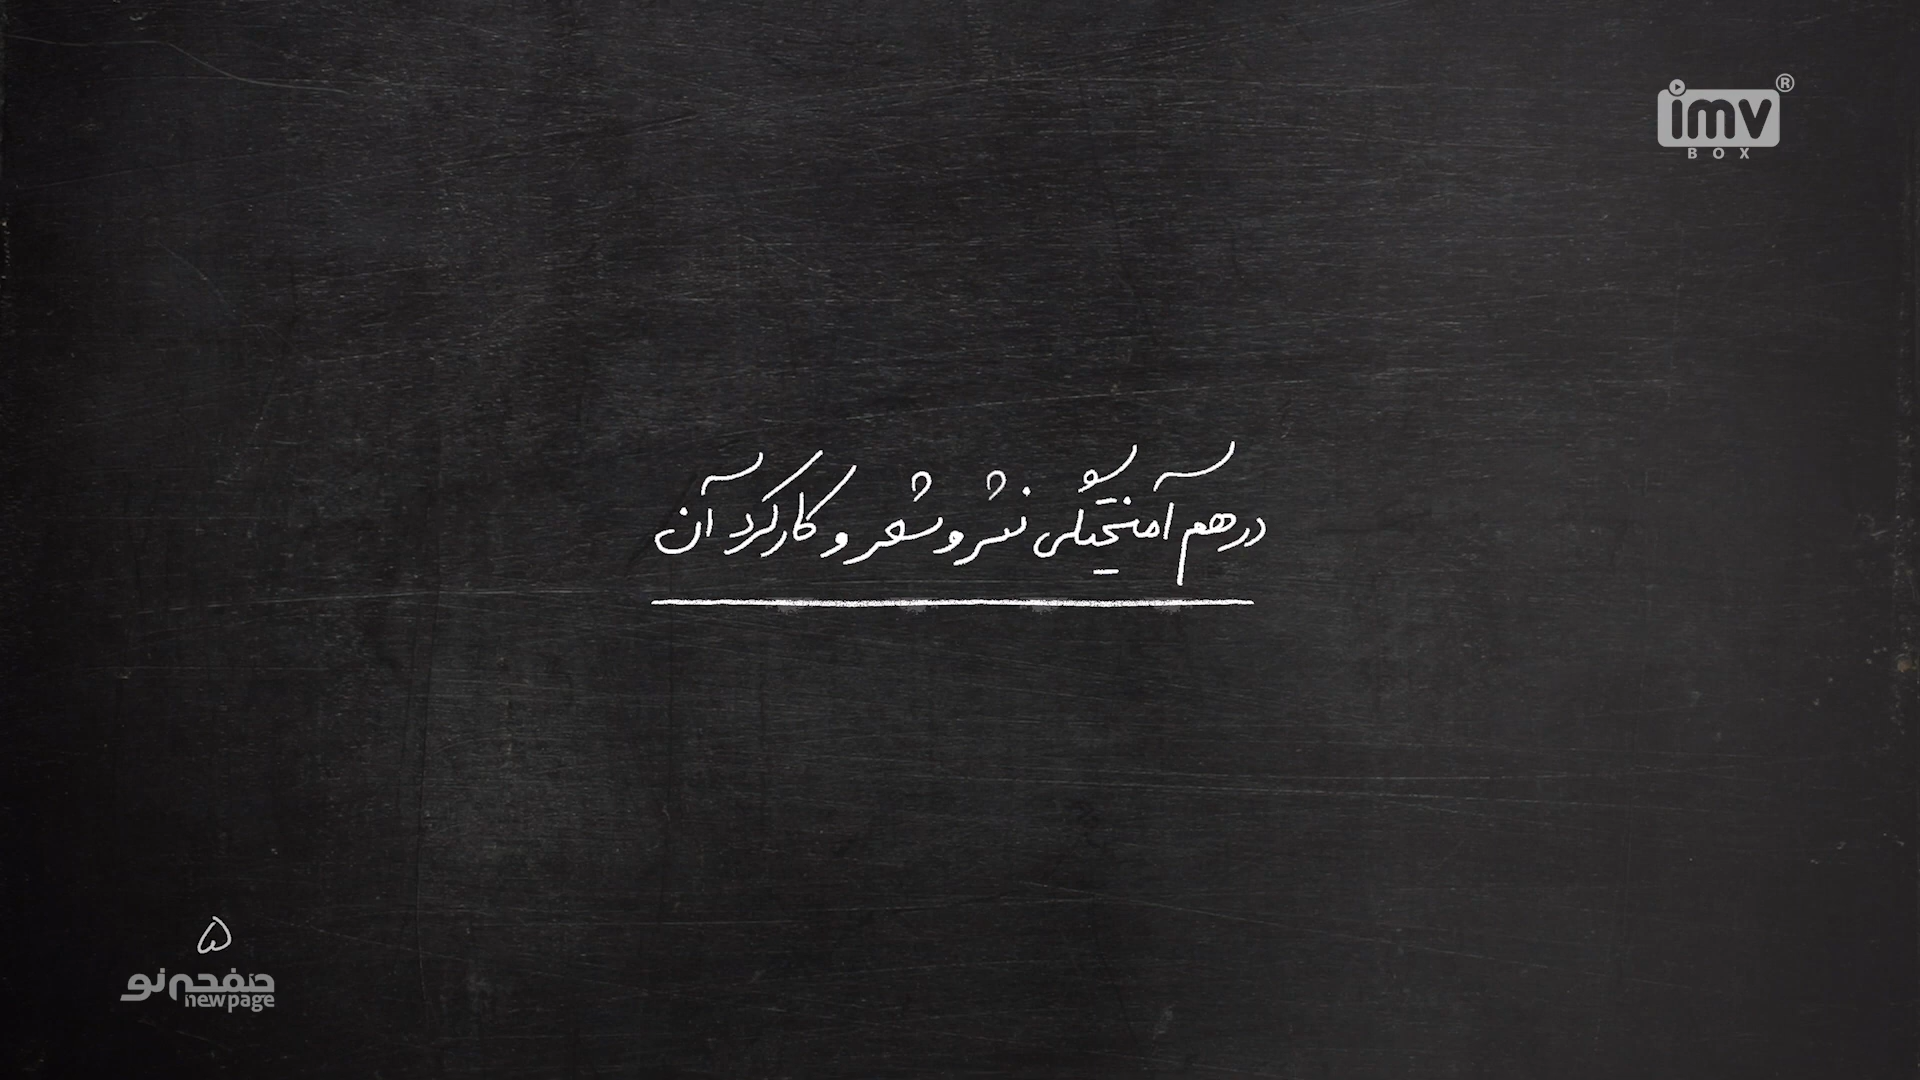 imv®
BOX
درهم آمیختگی نثر و شعر و کارکرد آن
۵
صفحه نو
newpage